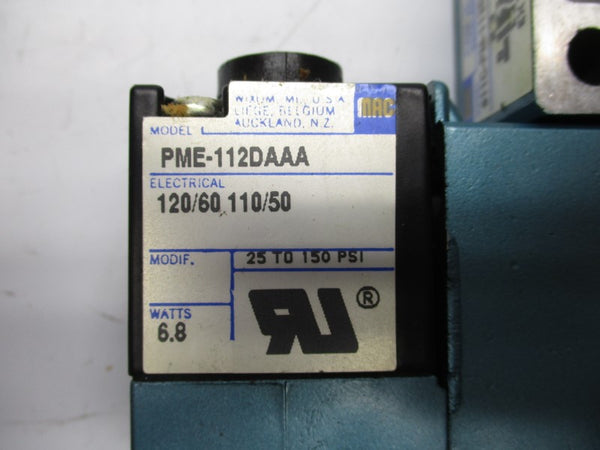 WIXOM, MI, U.S.A.
LIEGE, BELGIUM
AUCKLAND, N.Z.
MAC
MODEL
PME-112DAAA
ELECTRICAL
120/60 110/50
MODIF.
25 TO 150 PSI
WATTS
6.8
UR ®